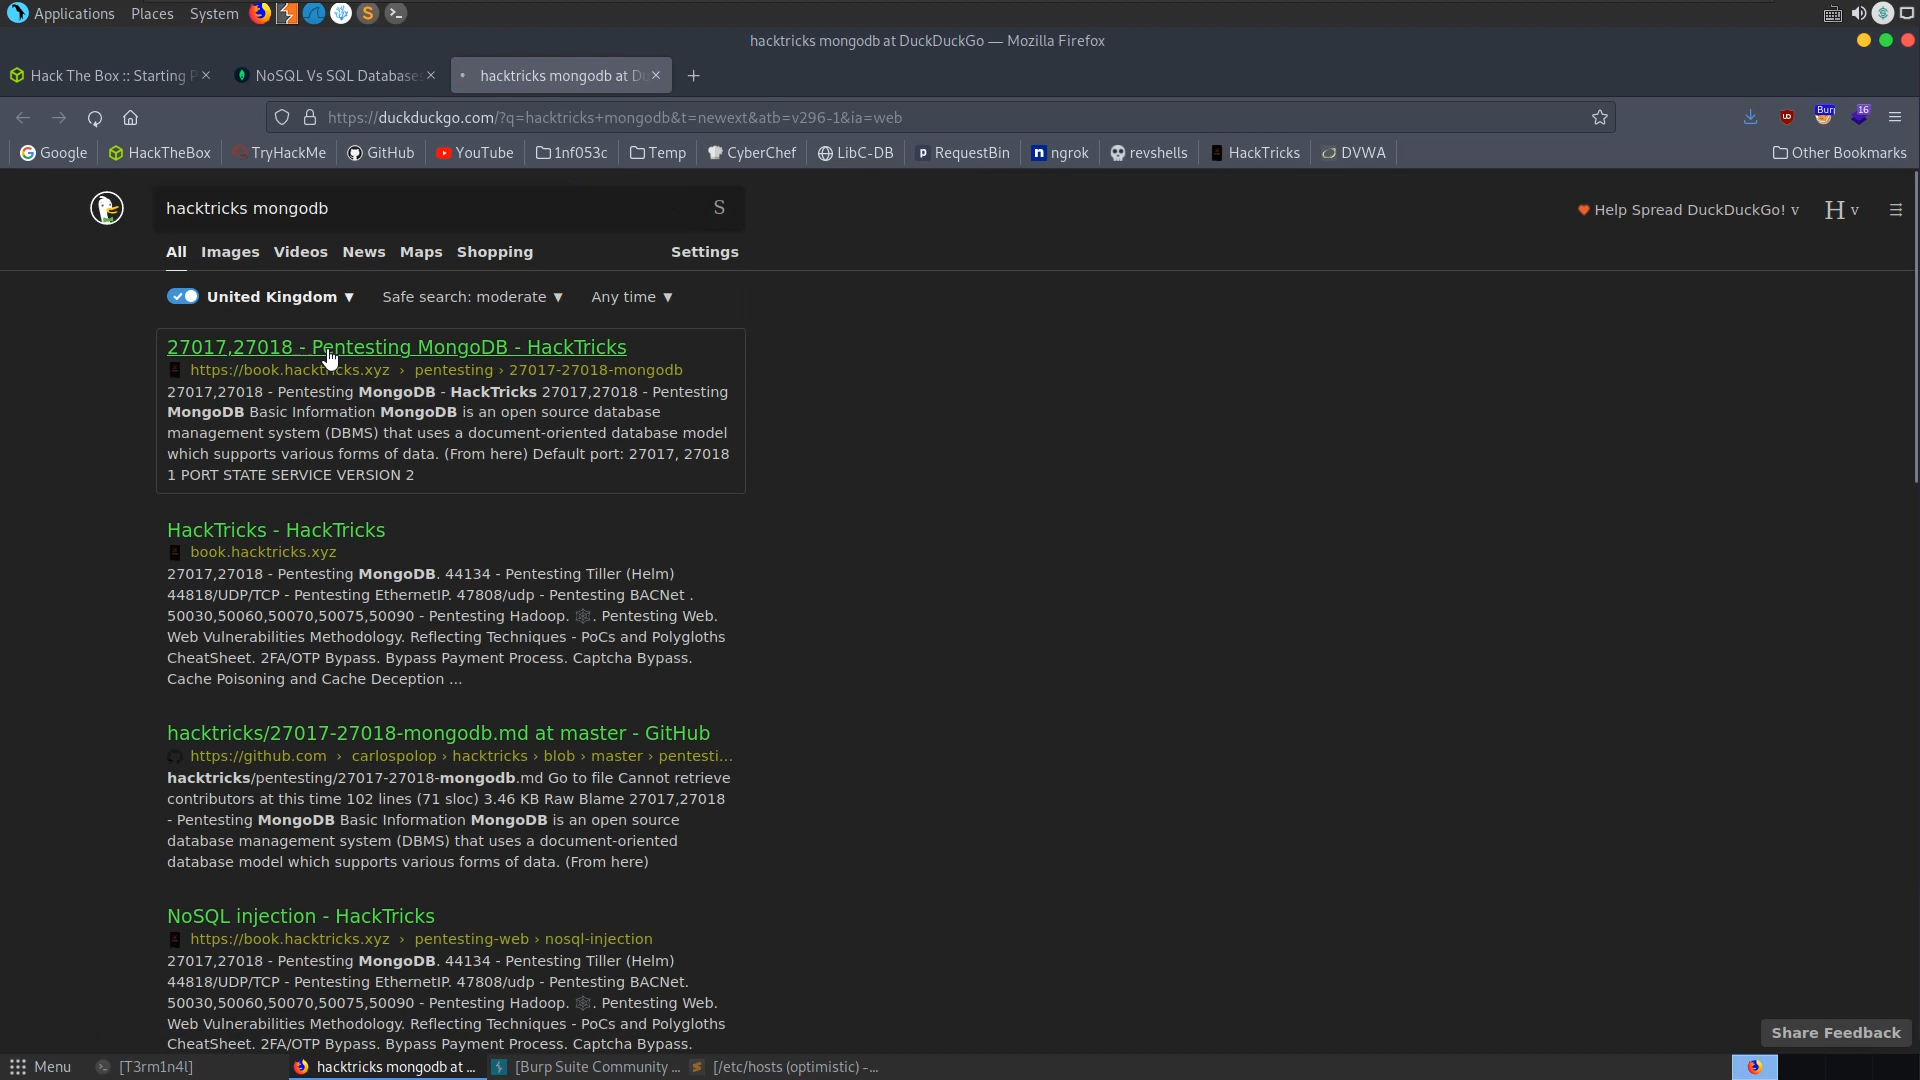 Applications Places System
hacktricks mongodb at DuckDuckGo — Mozilla Firefox
Hack The Box :: Starting P
NoSQL Vs SQL Databases
hacktricks mongodb at Du
https://duckduckgo.com/?q=hacktricks+mongodb&t=newext&atb=v296-1&ia=web
16
Google HackTheBox TryHackMe GitHub YouTube 1nf053c Temp CyberChef LibC-DB RequestBin ngrok revshells HackTricks DVWA Other Bookmarks
hacktricks mongodb S
Help Spread DuckDuckGo! v H v
All Images Videos News Maps Shopping Settings
United Kingdom ▼ Safe search: moderate ▼ Any time ▼
27017,27018 - Pentesting MongoDB - HackTricks
https://book.hacktricks.xyz › pentesting › 27017-27018-mongodb
27017,27018 - Pentesting MongoDB - HackTricks 27017,27018 - Pentesting
MongoDB Basic Information MongoDB is an open source database
management system (DBMS) that uses a document-oriented database model
which supports various forms of data. (From here) Default port: 27017, 27018
1 PORT STATE SERVICE VERSION 2
HackTricks - HackTricks
book.hacktricks.xyz
27017,27018 - Pentesting MongoDB. 44134 - Pentesting Tiller (Helm)
44818/UDP/TCP - Pentesting EthernetIP. 47808/udp - Pentesting BACNet .
50030,50060,50070,50075,50090 - Pentesting Hadoop. 🕸. Pentesting Web.
Web Vulnerabilities Methodology. Reflecting Techniques - PoCs and Polygloths
CheatSheet. 2FA/OTP Bypass. Bypass Payment Process. Captcha Bypass.
Cache Poisoning and Cache Deception ...
hacktricks/27017-27018-mongodb.md at master - GitHub
https://github.com › carlospolop › hacktricks › blob › master › pentesti...
hacktricks/pentesting/27017-27018-mongodb.md Go to file Cannot retrieve
contributors at this time 102 lines (71 sloc) 3.46 KB Raw Blame 27017,27018
- Pentesting MongoDB Basic Information MongoDB is an open source
database management system (DBMS) that uses a document-oriented
database model which supports various forms of data. (From here)
NoSQL injection - HackTricks
https://book.hacktricks.xyz › pentesting-web › nosql-injection
27017,27018 - Pentesting MongoDB. 44134 - Pentesting Tiller (Helm)
44818/UDP/TCP - Pentesting EthernetIP. 47808/udp - Pentesting BACNet.
50030,50060,50070,50075,50090 - Pentesting Hadoop. 🕸. Pentesting Web.
Web Vulnerabilities Methodology. Reflecting Techniques - PoCs and Polygloths
CheatSheet. 2FA/OTP Bypass. Bypass Payment Process. Captcha Bypass.
Share Feedback
Menu [T3rm1n4l] hacktricks mongodb at ... [Burp Suite Community ... [/etc/hosts (optimistic) -...